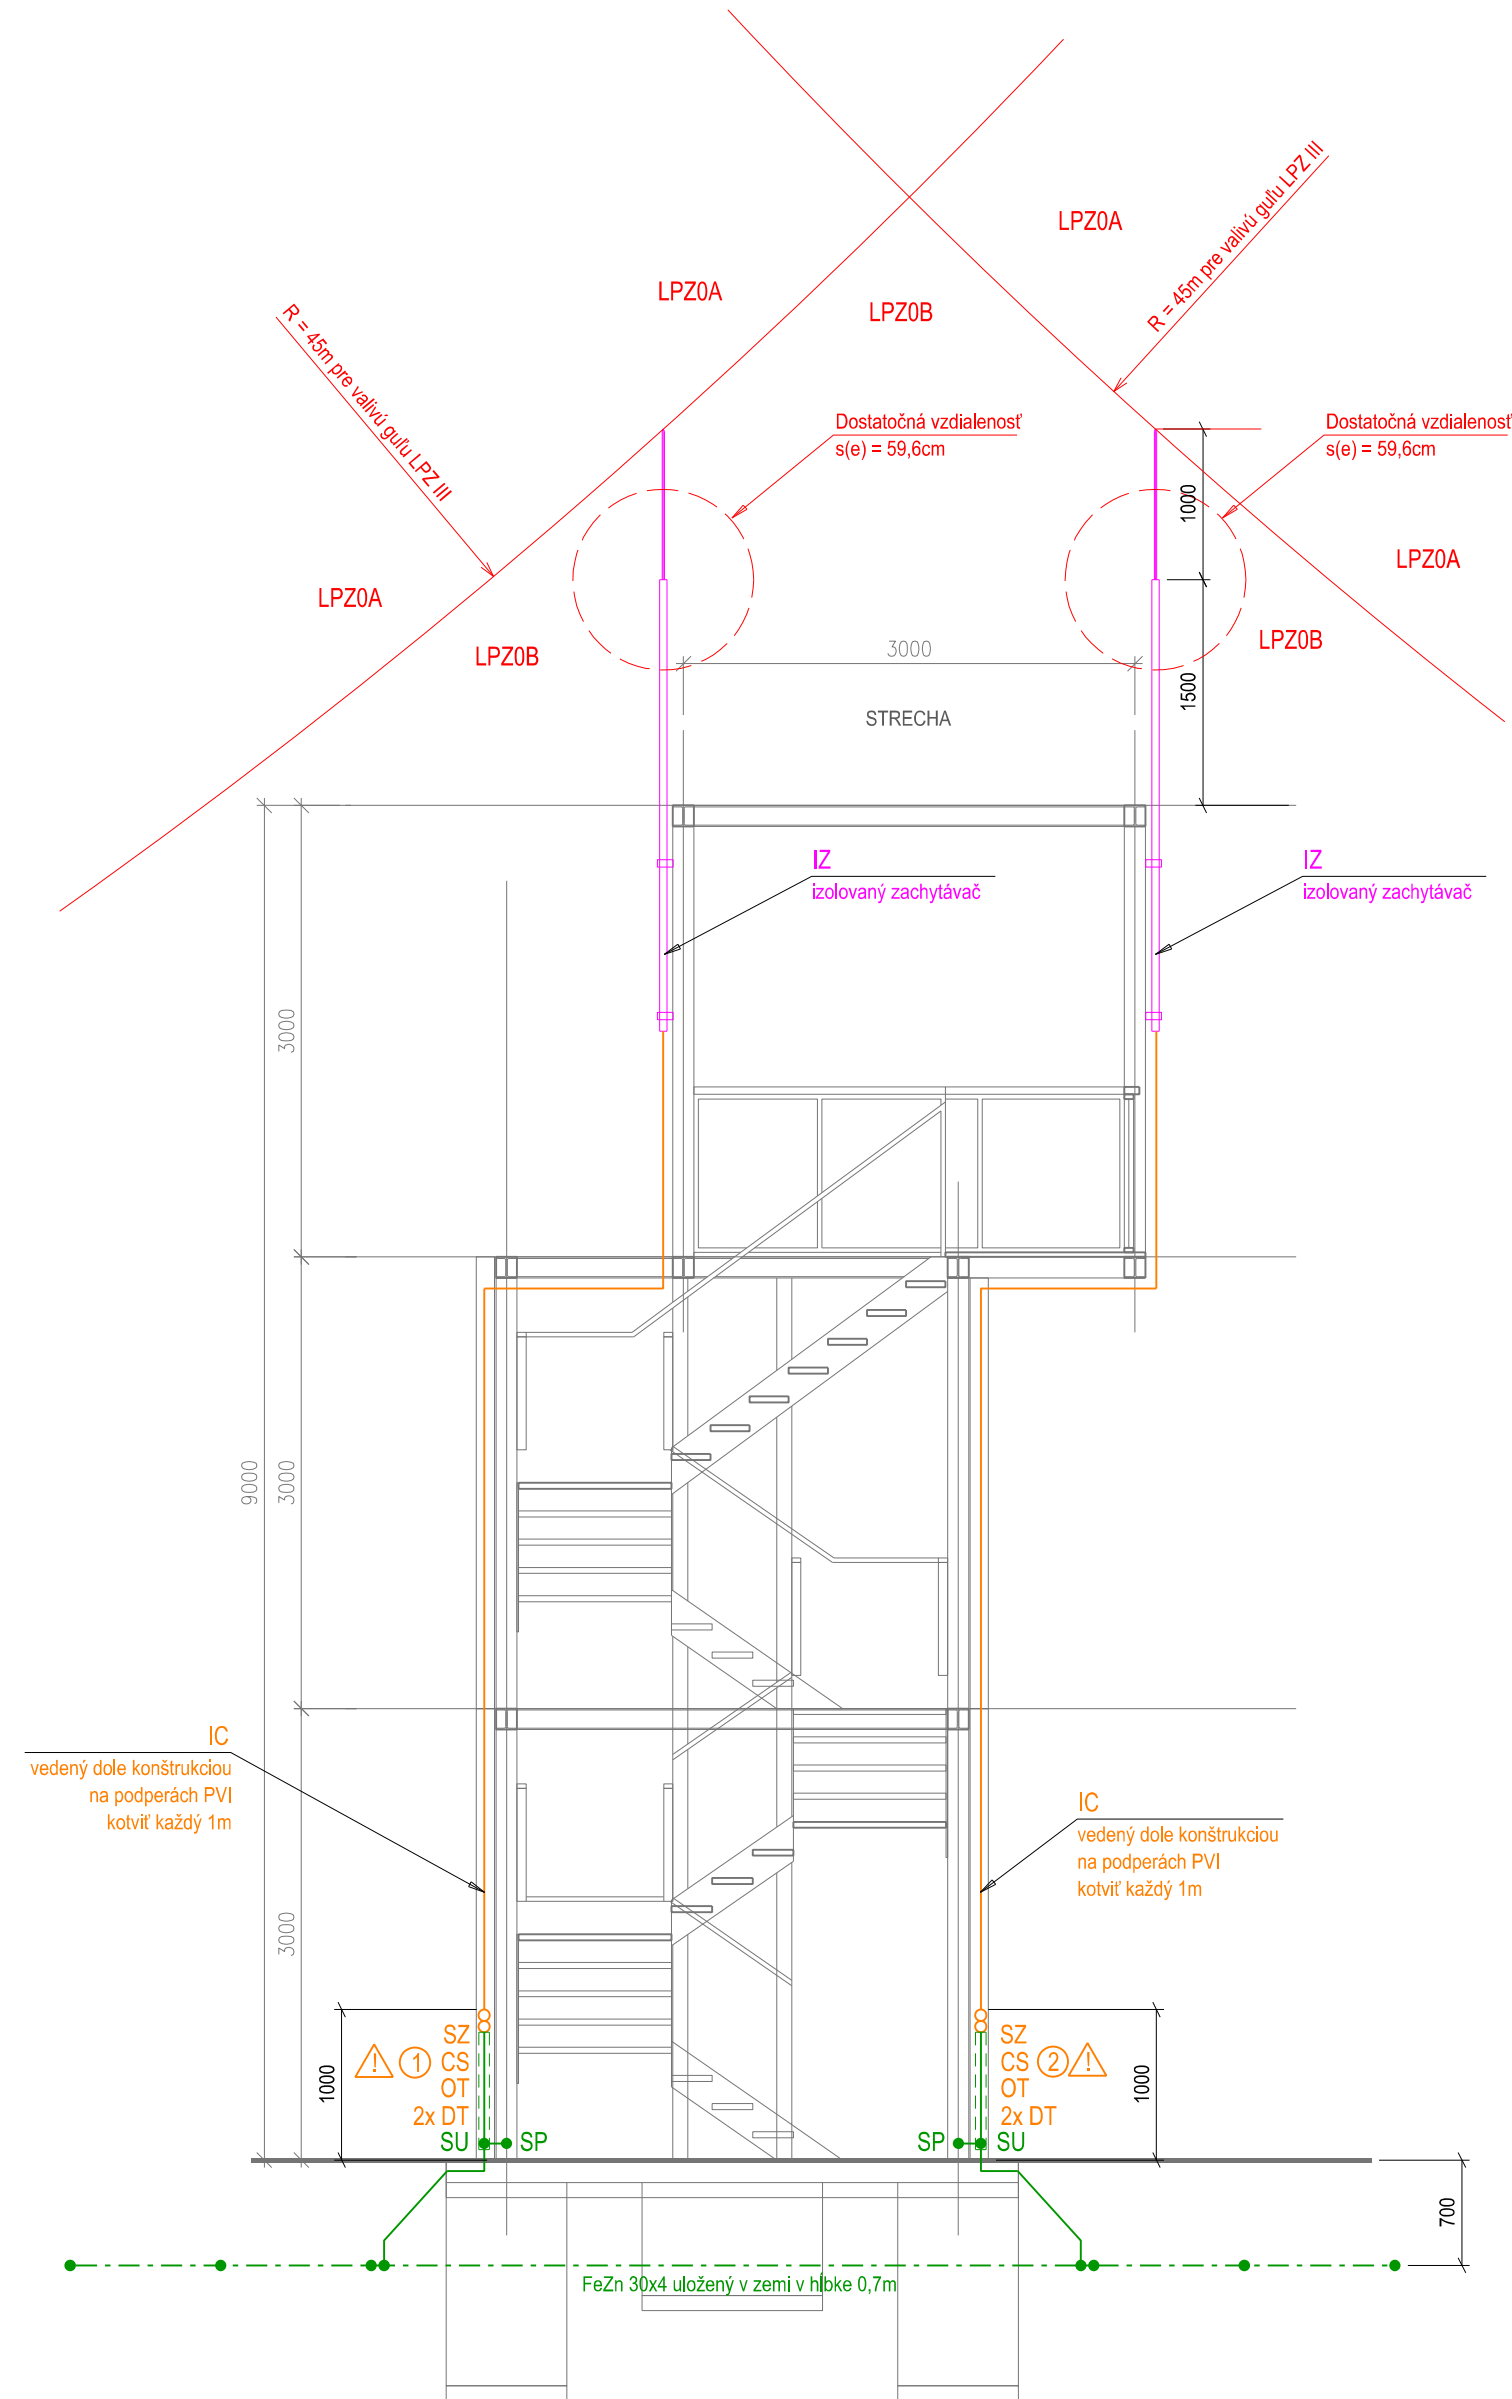 LPZ0A
R = 45m pre valivú guľu LPZ III
LPZ0A
LPZ0B
R = 45m pre valivú guľu LPZ III
Dostatočná vzdialenosť
s(e) = 59,6cm
Dostatočná vzdialenosť
s(e) = 59,6cm
1000
LPZ0A
LPZ0A
LPZ0B
LPZ0B
3000
1500
STRECHA
IZ
izolovaný zachytávač
IZ
izolovaný zachytávač
3000
9000
3000
IC
vedený dole konštrukciou
na podperách PVI
kotviť každý 1m
IC
vedený dole konštrukciou
na podperách PVI
kotviť každý 1m
3000
1000
! 1
SZ
CS
OT
2x DT
SU
SP
SP
SZ
CS
OT
2x DT
SU
2 !
1000
700
FeZn 30x4 uložený v zemi v hĺbke 0,7m